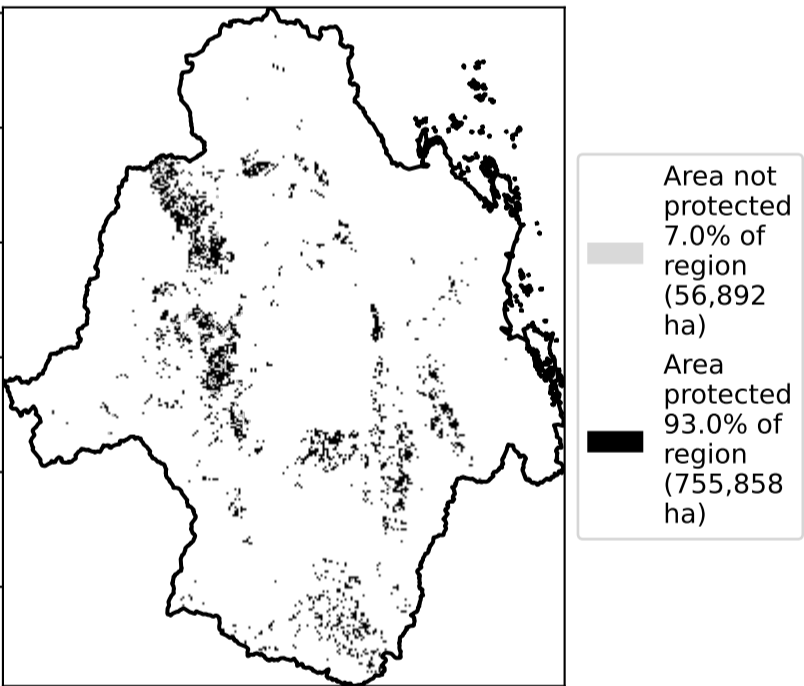 Area not
protected
7.0% of
region
(56,892
ha)
Area
protected
93.0% of
region
(755,858
ha)